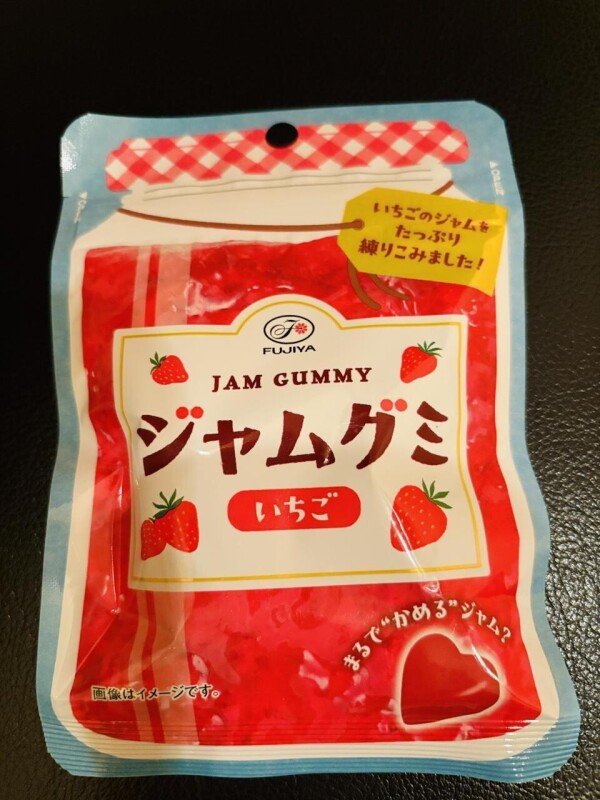 いちごのジャムを
たっぷり
練りこみました!
FUJIYA
JAM GUMMY
ジャムグミ
いちご
まるで"かめる"ジャム?
画像はイメージです。